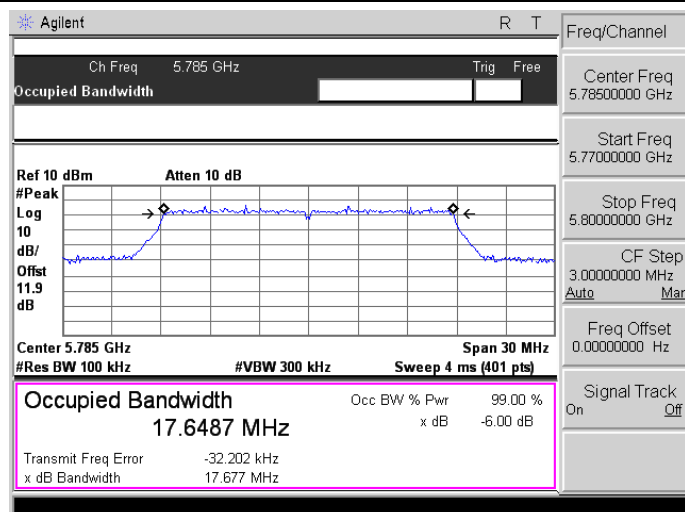 Agilent R T
Ch Freq 5.785 GHz Trig Free
Occupied Bandwidth
Ref 10 dBm Atten 10 dB
#Peak
Log
10
dB/
Offst
11.9
dB
Center 5.785 GHz Span 30 MHz
#Res BW 100 kHz #VBW 300 kHz Sweep 4 ms (401 pts)
Occupied Bandwidth Occ BW % Pwr 99.00 %
17.6487 MHz x dB -6.00 dB
Transmit Freq Error -32.202 kHz
x dB Bandwidth 17.677 MHz
Freq/Channel
Center Freq
5.78500000 GHz
Start Freq
5.77000000 GHz
Stop Freq
5.80000000 GHz
CF Step
3.00000000 MHz
Auto Mar
Freq Offset
0.00000000 Hz
Signal Track
On Off